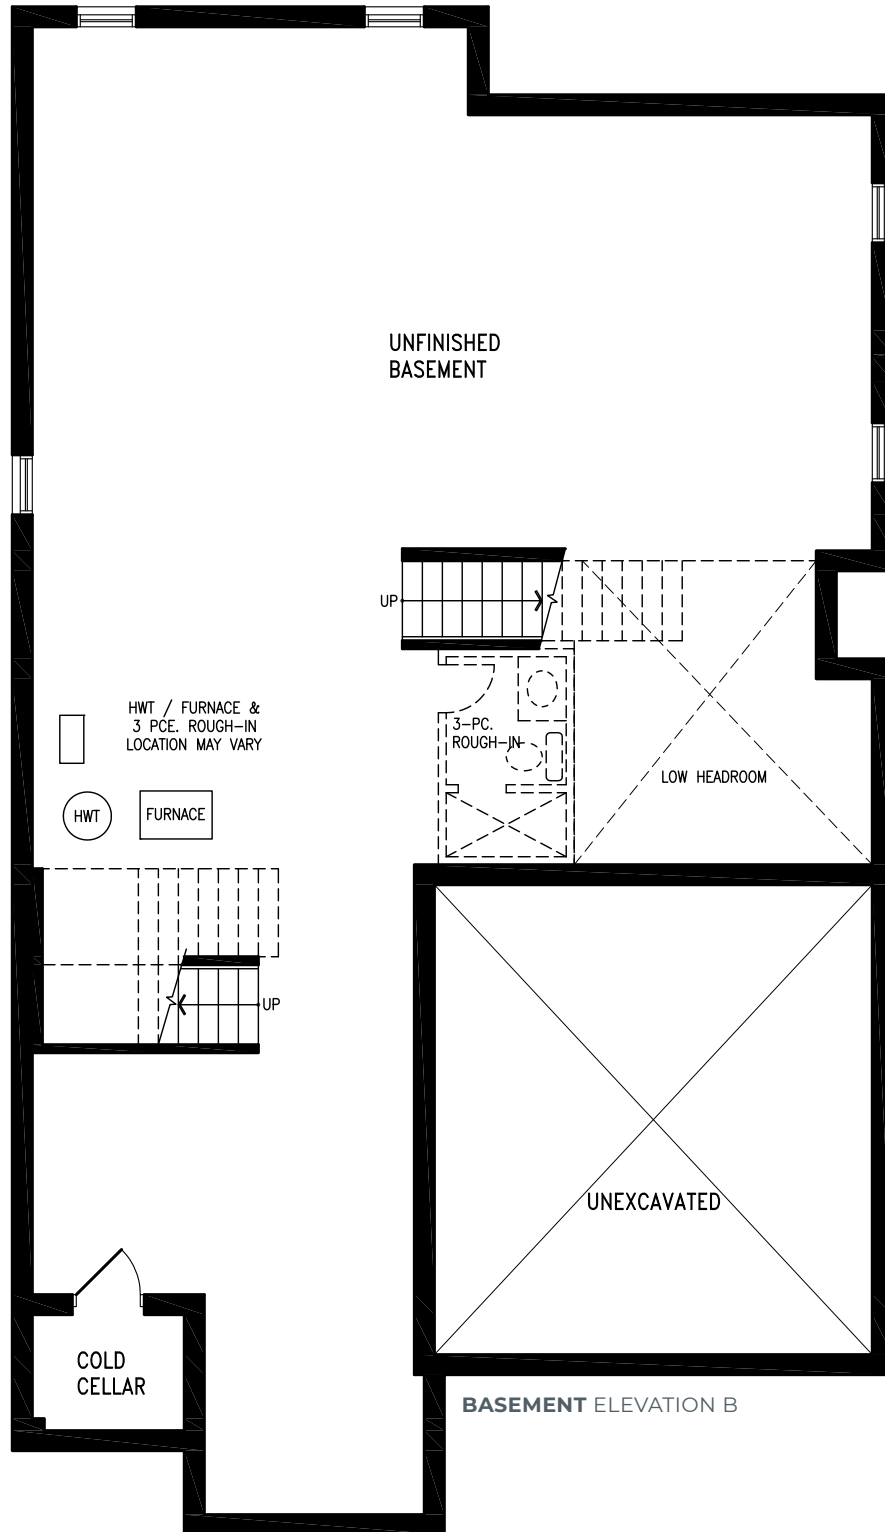 UNFINISHED
BASEMENT
UP
HWT / FURNACE &
3 PCE. ROUGH-IN
LOCATION MAY VARY
3-PC.
ROUGH-IN
LOW HEADROOM
HWT
FURNACE
UP
UNEXCAVATED
COLD
CELLAR
BASEMENT ELEVATION B